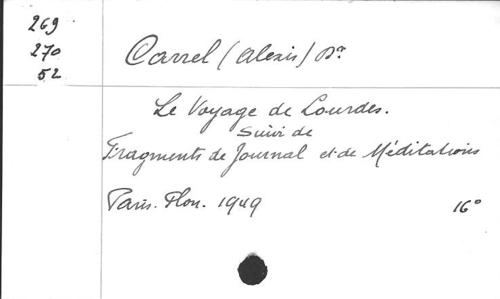 269
270
52
Carrel (Alexis) Dr
Le Voyage de Lourdes.
Suivi de
Fragments de Journal et de Méditations
Paris. Plon. 1949
16°